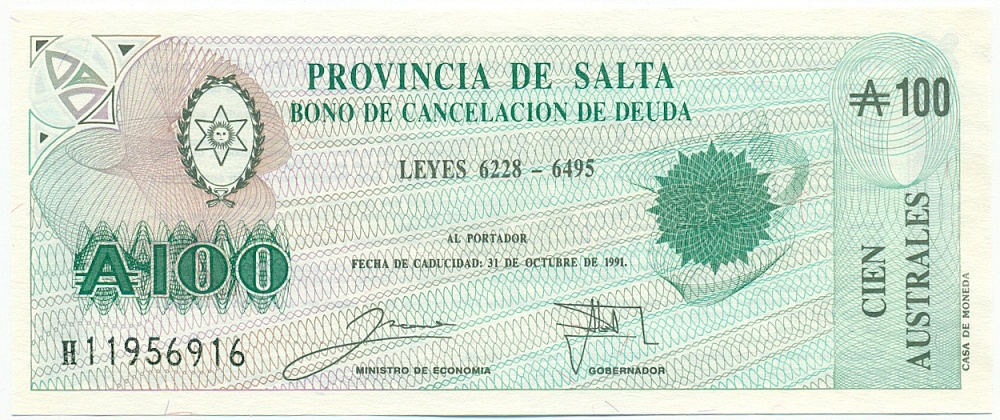 PROVINCIA DE SALTA
BONO DE CANCELACION DE DEUDA
LEYES 6228 - 6495
₳ 100
AL PORTADOR
FECHA DE CADUCIDAD: 31 DE OCTUBRE DE 1991.
₳100
H11956916
MINISTRO DE ECONOMIA
GOBERNADOR
CIEN
AUSTRALES
CASA DE MONEDA